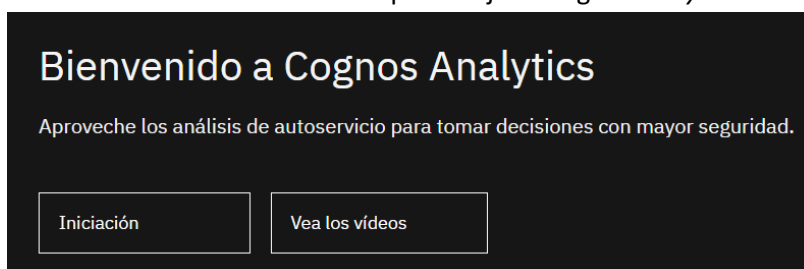 Bienvenido a Cognos Analytics
Aproveche los análisis de autoservicio para tomar decisiones con mayor seguridad.
Iniciación
Vea los vídeos